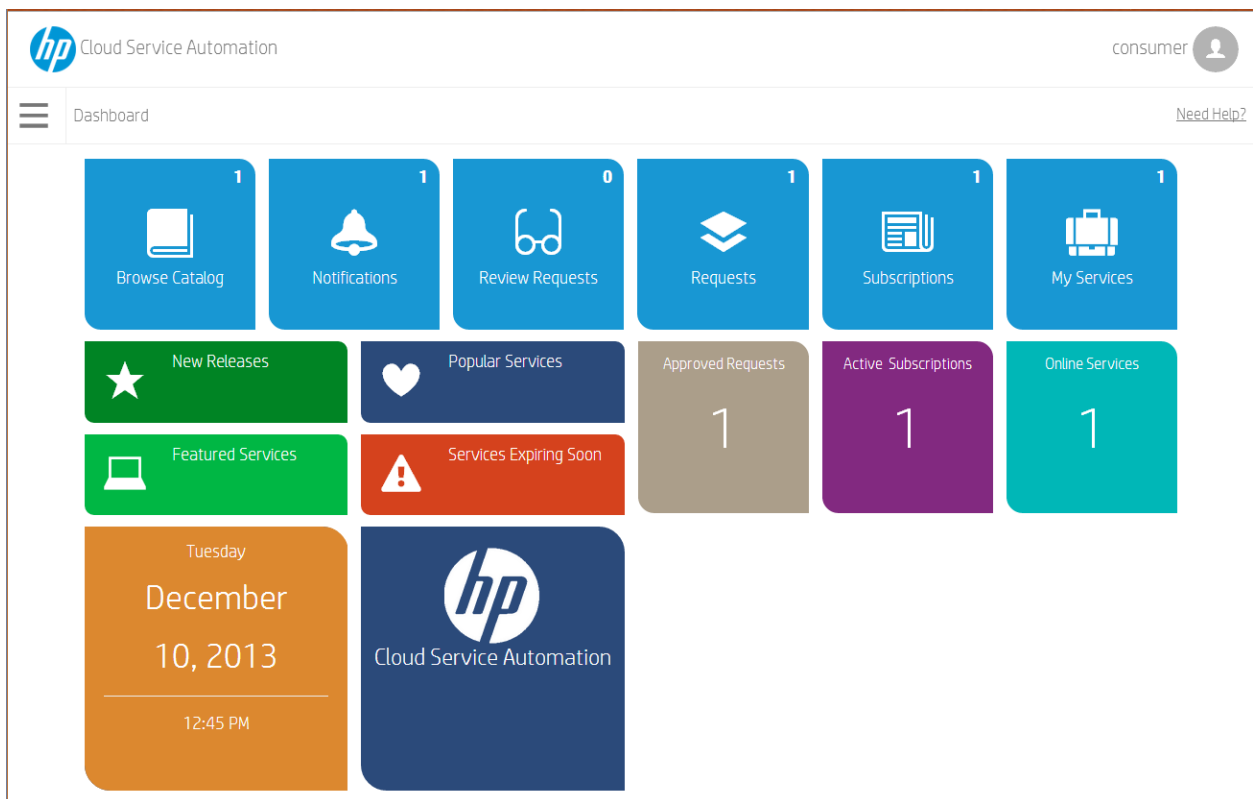 hp Cloud Service Automation
consumer
Dashboard
Need Help?
1
Browse Catalog
1
Notifications
0
Review Requests
1
Requests
1
Subscriptions
1
My Services
New Releases
Popular Services
Featured Services
Services Expiring Soon
Approved Requests
1
Active Subscriptions
1
Online Services
1
Tuesday
December
10, 2013
12:45 PM
hp
Cloud Service Automation